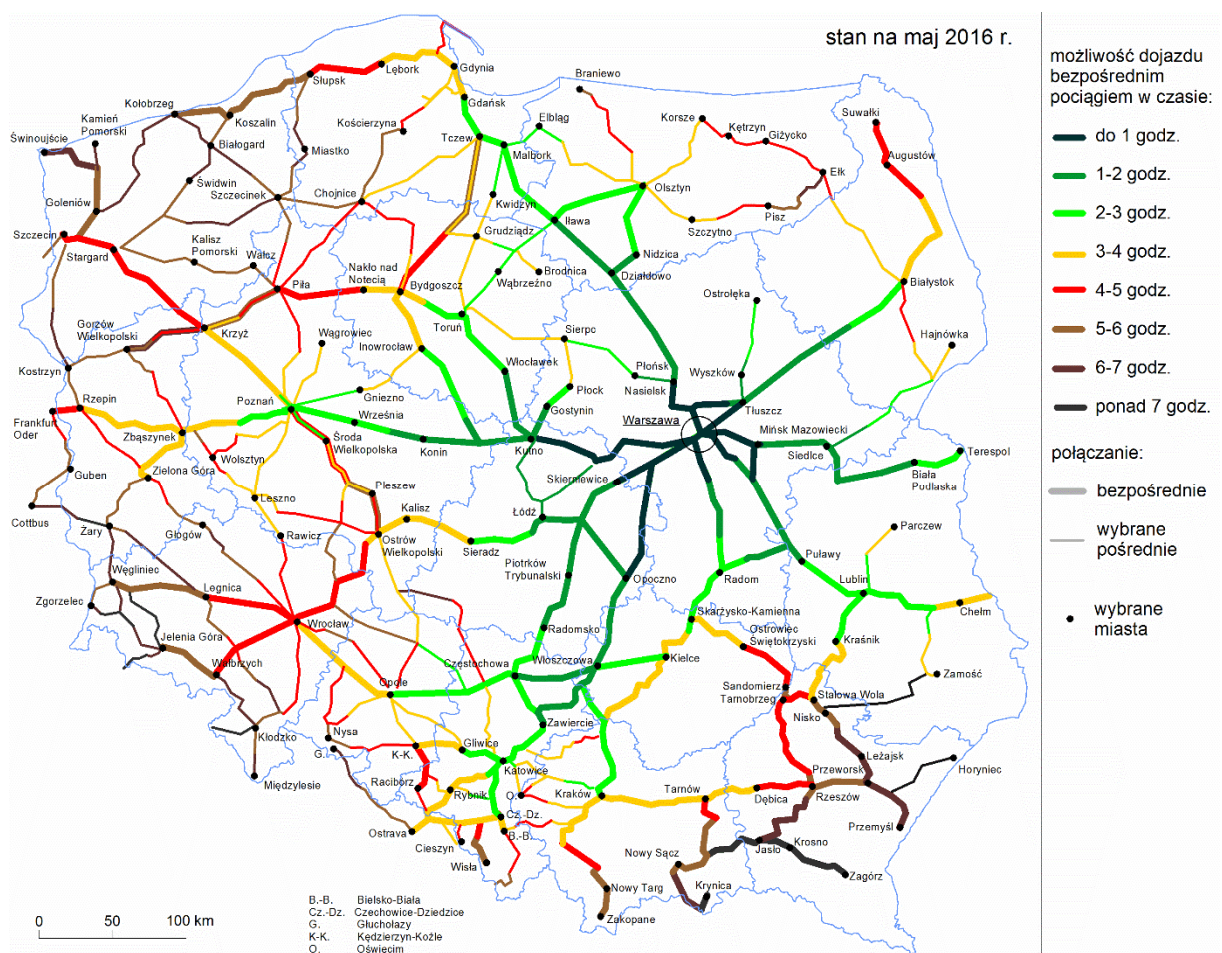 stan na maj 2016 r.
możliwość dojazdu
bezpośrednim
pociągiem w czasie:
do 1 godz.
1-2 godz.
2-3 godz.
3-4 godz.
4-5 godz.
5-6 godz.
6-7 godz.
ponad 7 godz.
połączanie:
bezpośrednie
wybrane
pośrednie
wybrane
miasta
Lębork
Gdynia
Słupsk
Braniewo
Gdańsk
Kołobrzeg
Koszalin
Kościerzyna
Elbląg
Korsze
Kętrzyn
Giżycko
Suwałki
Kamień
Pomorski
Świnoujście
Białogard
Miastko
Tczew
Malbork
Augustów
Ełk
Świdwin
Szczecinek
Chojnice
Kwidzyn
Olsztyn
Goleniów
Iława
Pisz
Szczytno
Szczecin
Grudziądz
Stargard
Kalisz
Pomorski
Wałcz
Nidzica
Nakło nad
Notecią
Brodnica
Działdowo
Białystok
Piła
Bydgoszcz
Wąbrzeźno
Ostrołęka
Gorzów
Wielkopolski
Krzyż
Toruń
Wągrowiec
Sierpc
Hajnówka
Inowrocław
Kostrzyn
Włocławek
Płońsk
Nasielsk
Wyszków
Płock
Gniezno
Rzepin
Poznań
Gostynin
Tłuszcz
Września
Warszawa
Frankfurt
Oder
Zbąszynek
Środa
Wielkopolska
Konin
Kutno
Mińsk Mazowiecki
Siedlce
Terespol
Wolsztyn
Biała
Podlaska
Guben
Zielona Góra
Skierniewice
Pleszew
Leszno
Kalisz
Łódź
Cottbus
Żary
Głogów
Rawicz
Ostrów
Wielkopolski
Sieradz
Parczew
Piotrków
Trybunalski
Puławy
Węgliniec
Opoczno
Radom
Lublin
Legnica
Zgorzelec
Skarżysko-Kamienna
Chełm
Wrocław
Radomsko
Ostrowiec
Świętokrzyski
Jelenia Góra
Kraśnik
Wałbrzych
Częstochowa
Włoszczowa
Kielce
Zamość
Opole
Sandomierz
Tarnobrzeg
Stalowa Wola
Nisko
Kłodzko
Zawiercie
Nysa
G.
K-K.
Gliwice
Leżajsk
Horyniec
Międzylesie
Katowice
Przeworsk
Racibórz
Rybnik
O.
Kraków
Tarnów
Dębica
Rzeszów
Cz.-Dz.
Przemyśl
Ostrava
Cieszyn
B.-B.
Jasło
Krosno
Wisła
Nowy Sącz
Zagórz
Nowy Targ
Krynica
Zakopane
B.-B. Bielsko-Biała
Cz.-Dz. Czechowice-Dziedzice
G. Głuchołazy
K-K. Kędzierzyn-Koźle
O. Oświęcim
0 50 100 km